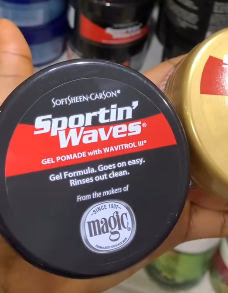 SOFTSHEEN·CARSON®
Sportin'
Waves®
GEL POMADE with WAVITROL III®
Gel Formula. Goes on easy.
Rinses out clean.
From the makers of
SINCE 1901
magic